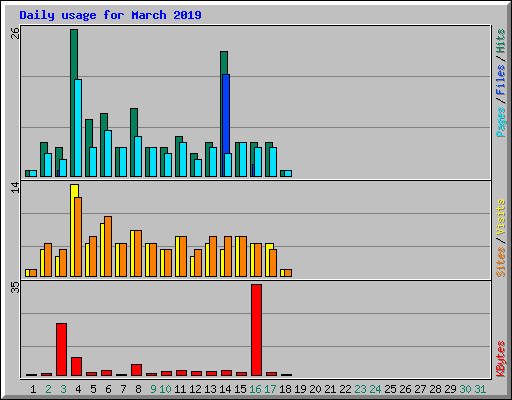 Daily usage for March 2019
26
Pages / Files / Hits
14
Sites / Visits
35
KBytes
1 2 3 4 5 6 7 8 9 10 11 12 13 14 15 16 17 18 19 20 21 22 23 24 25 26 27 28 29 30 31